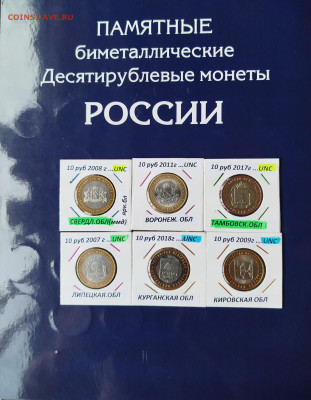 COINSS.RU
ПАМЯТНЫЕ
биметаллические
Десятирублевые монеты
РОССИИ
10 руб 2008 г ...UNC
10 руб 2011г ...UNC
10 руб 2017г ...UNC
СВЕРДЛ.ОБЛ(ммд)
ВОРОНЕЖ. ОБЛ
ТАМБОВСК.ОБЛ
10 руб 2007 г ...UNC
10 руб 2018г ...UNC
10 руб 2009г ...UNC
ЛИПЕЦКАЯ.ОБЛ
КУРГАНСКАЯ ОБЛ
КИРОВСКАЯ ОБЛ